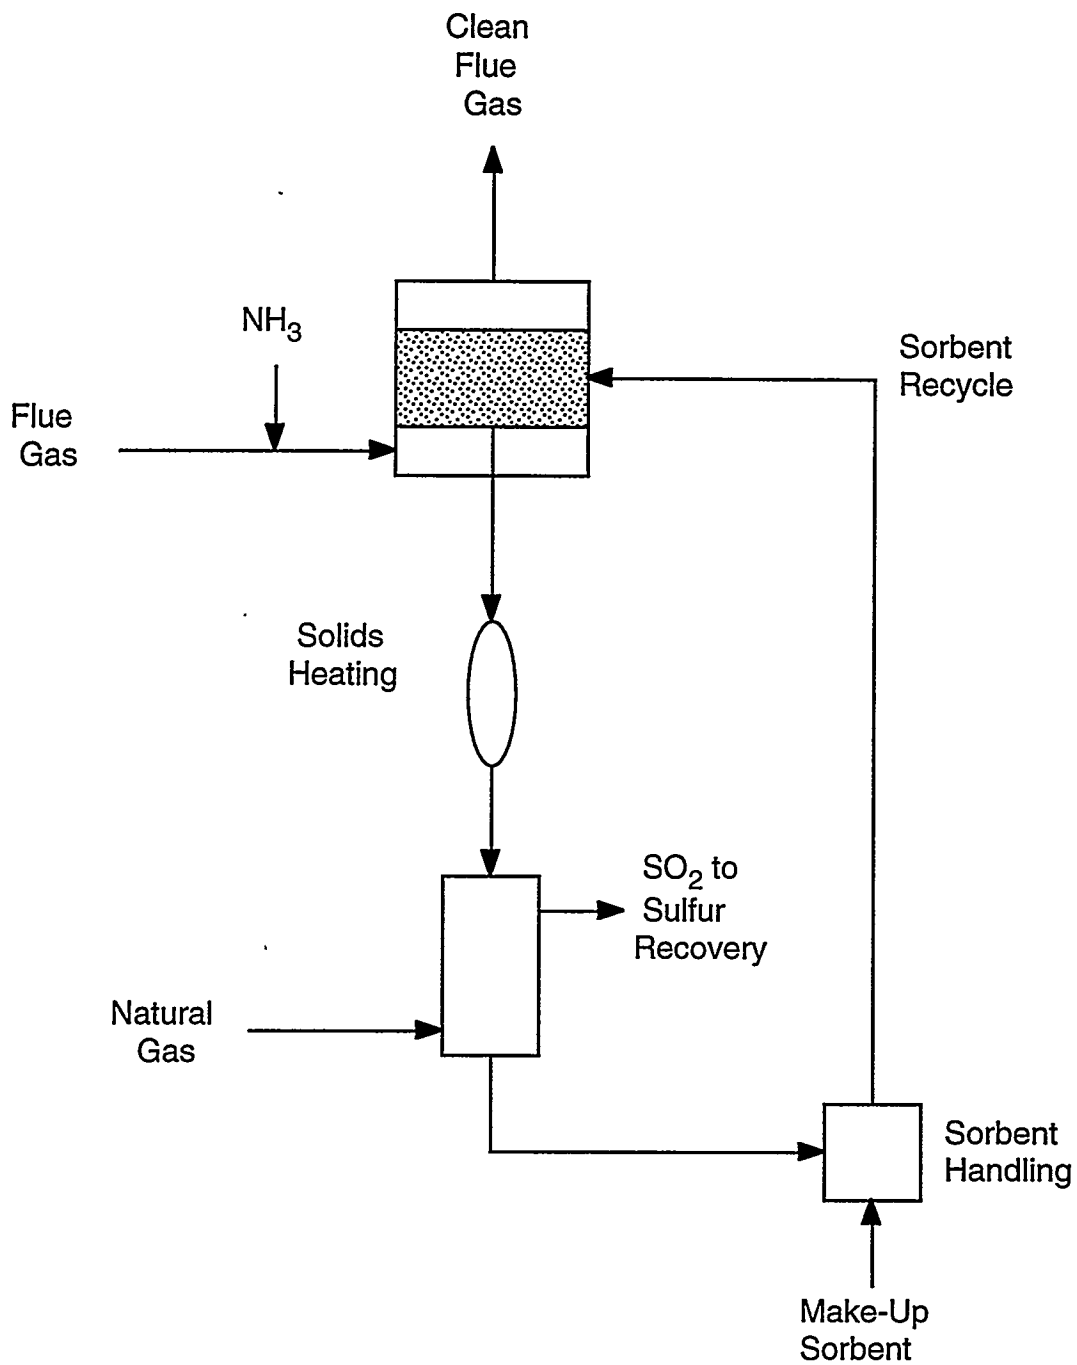 Clean
Flue
Gas
NH₃
Sorbent
Recycle
Flue
Gas
Solids
Heating
SO₂ to
Sulfur
Recovery
Natural
Gas
Sorbent
Handling
Make-Up
Sorbent